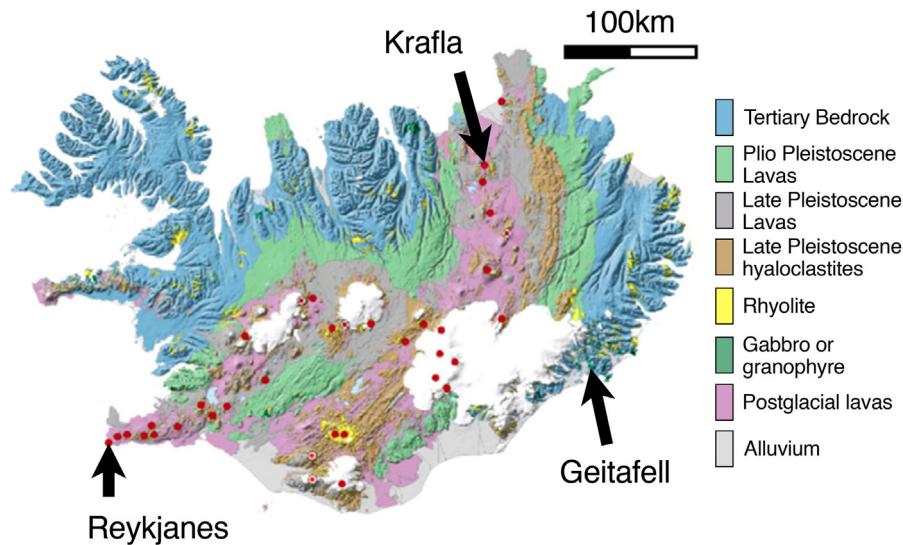 100km
Krafla
Tertiary Bedrock
Plio Pleistoscene
Lavas
Late Pleistoscene
Lavas
Late Pleistoscene
hyaloclastites
Rhyolite
Gabbro or
granophyre
Postglacial lavas
Alluvium
Geitafell
Reykjanes